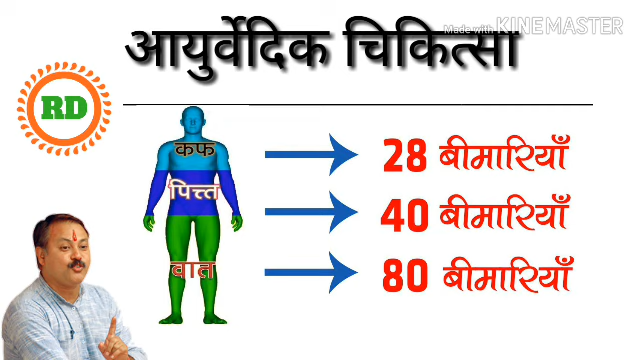 Made with KINEMASTER
आयुर्वेदिक चिकित्सा
RD
कफ
28 बीमारियाँ
पित्त
40 बीमारियाँ
वात
80 बीमारियाँ